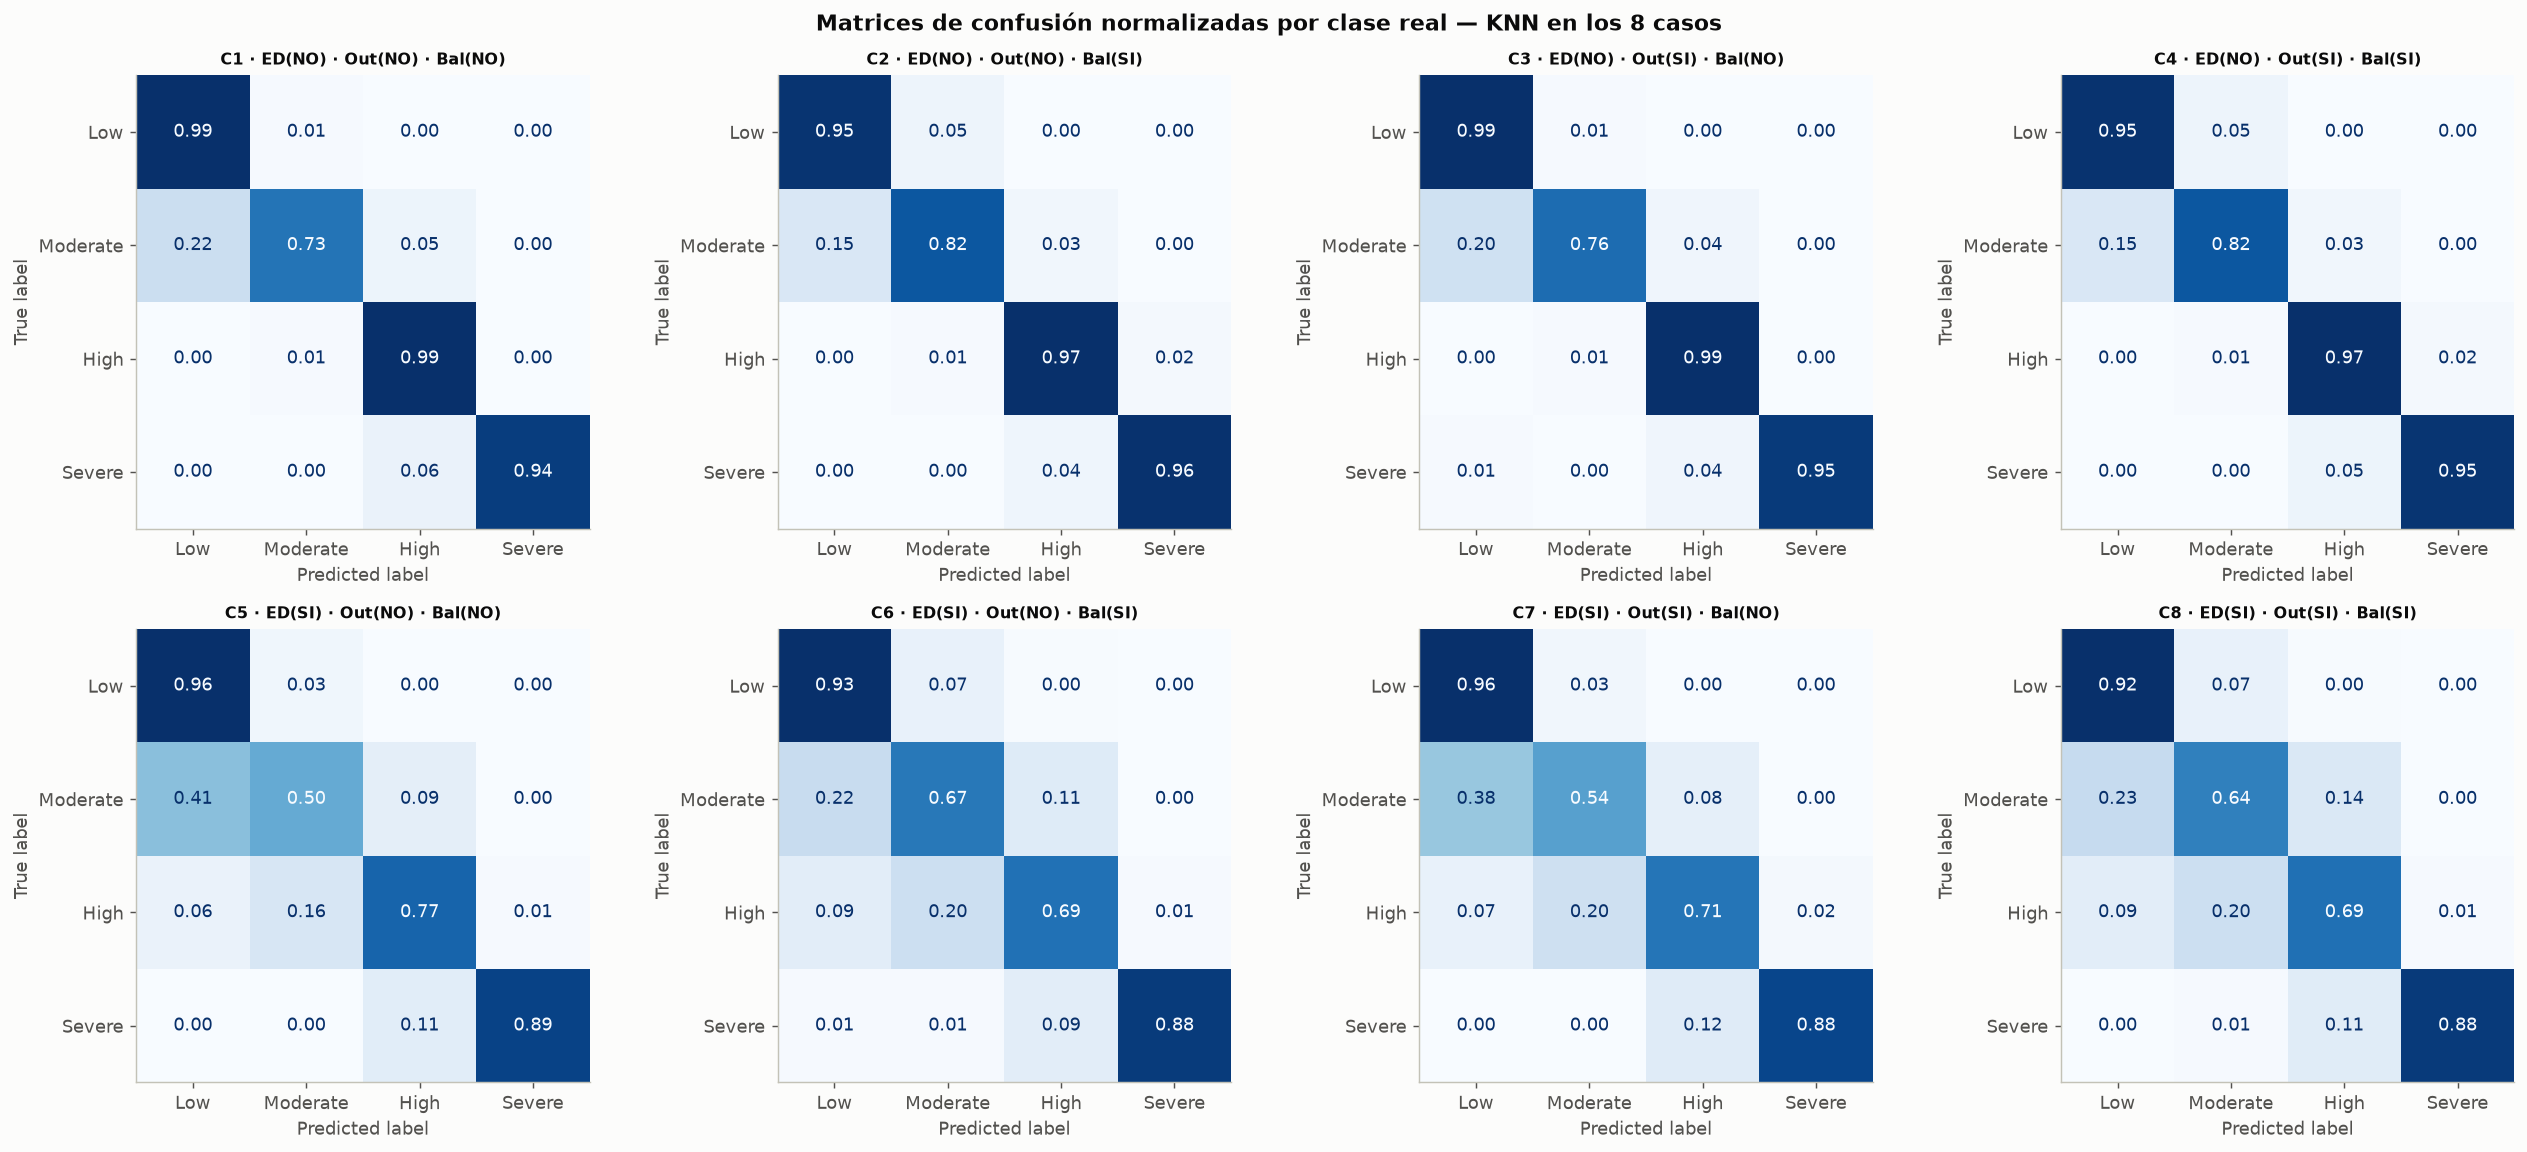 Matrices de confusión normalizadas por clase real — KNN en los 8 casos
C1 · ED(NO) · Out(NO) · Bal(NO)
True label
Low 0.99 0.01 0.00 0.00
Moderate 0.22 0.73 0.05 0.00
High 0.00 0.01 0.99 0.00
Severe 0.00 0.00 0.06 0.94
Low Moderate High Severe
Predicted label
C2 · ED(NO) · Out(NO) · Bal(SI)
True label
Low 0.95 0.05 0.00 0.00
Moderate 0.15 0.82 0.03 0.00
High 0.00 0.01 0.97 0.02
Severe 0.00 0.00 0.04 0.96
Low Moderate High Severe
Predicted label
C3 · ED(NO) · Out(SI) · Bal(NO)
True label
Low 0.99 0.01 0.00 0.00
Moderate 0.20 0.76 0.04 0.00
High 0.00 0.01 0.99 0.00
Severe 0.01 0.00 0.04 0.95
Low Moderate High Severe
Predicted label
C4 · ED(NO) · Out(SI) · Bal(SI)
True label
Low 0.95 0.05 0.00 0.00
Moderate 0.15 0.82 0.03 0.00
High 0.00 0.01 0.97 0.02
Severe 0.00 0.00 0.05 0.95
Low Moderate High Severe
Predicted label
C5 · ED(SI) · Out(NO) · Bal(NO)
True label
Low 0.96 0.03 0.00 0.00
Moderate 0.41 0.50 0.09 0.00
High 0.06 0.16 0.77 0.01
Severe 0.00 0.00 0.11 0.89
Low Moderate High Severe
Predicted label
C6 · ED(SI) · Out(NO) · Bal(SI)
True label
Low 0.93 0.07 0.00 0.00
Moderate 0.22 0.67 0.11 0.00
High 0.09 0.20 0.69 0.01
Severe 0.01 0.01 0.09 0.88
Low Moderate High Severe
Predicted label
C7 · ED(SI) · Out(SI) · Bal(NO)
True label
Low 0.96 0.03 0.00 0.00
Moderate 0.38 0.54 0.08 0.00
High 0.07 0.20 0.71 0.02
Severe 0.00 0.00 0.12 0.88
Low Moderate High Severe
Predicted label
C8 · ED(SI) · Out(SI) · Bal(SI)
True label
Low 0.92 0.07 0.00 0.00
Moderate 0.23 0.64 0.14 0.00
High 0.09 0.20 0.69 0.01
Severe 0.00 0.01 0.11 0.88
Low Moderate High Severe
Predicted label